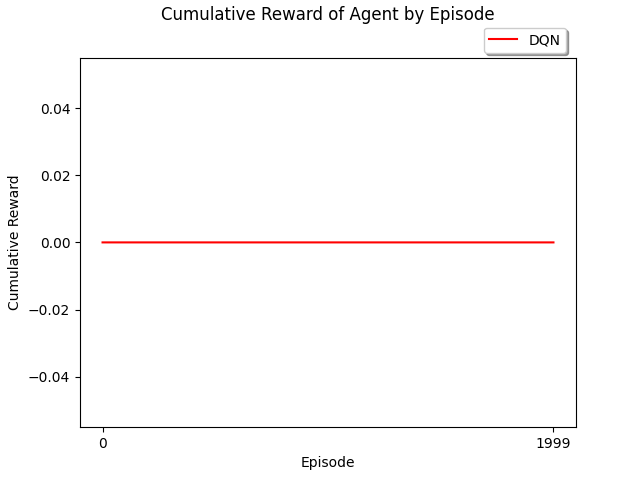 Cumulative Reward of Agent by Episode
DQN
0.04
0.02
0.00
−0.02
−0.04
Cumulative Reward
0
1999
Episode